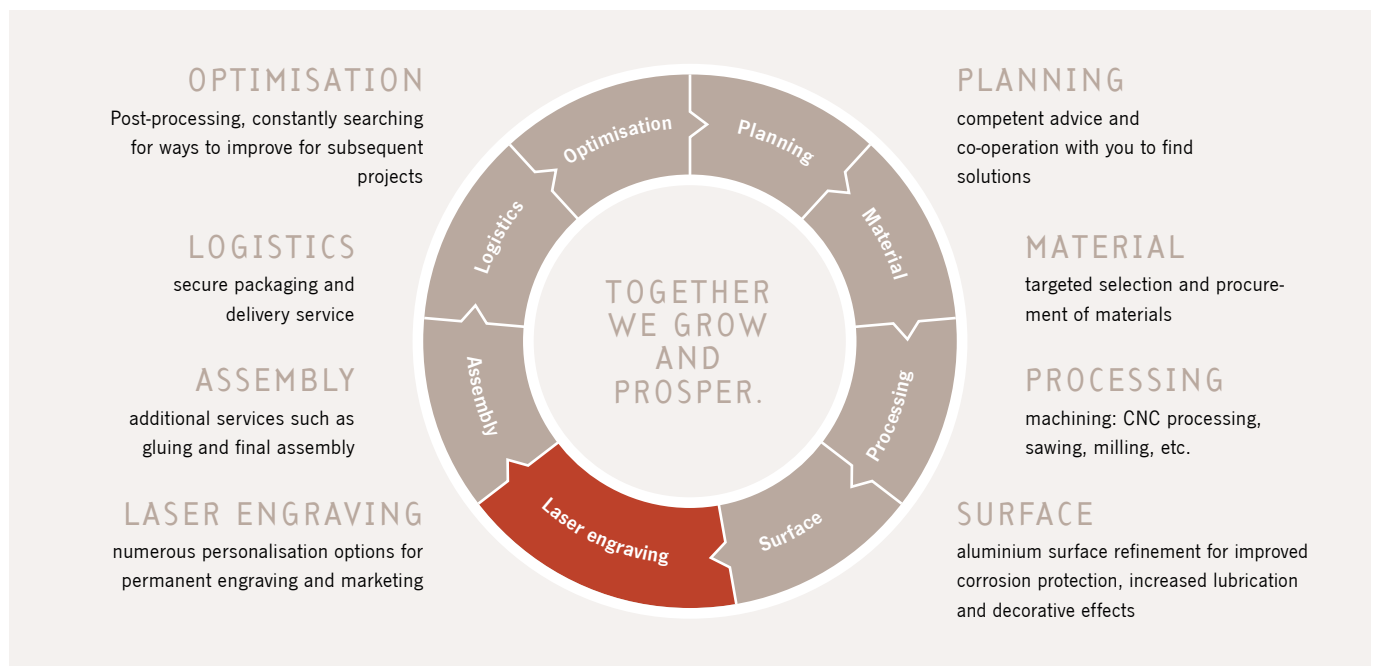 OPTIMISATION
Post-processing, constantly searching
for ways to improve for subsequent
projects
LOGISTICS
secure packaging and
delivery service
ASSEMBLY
additional services such as
gluing and final assembly
LASER ENGRAVING
numerous personalisation options for
permanent engraving and marketing
Optimisation
Planning
Logistics
Material
Assembly
Processing
Laser engraving
Surface
TOGETHER
WE GROW
AND
PROSPER.
PLANNING
competent advice and
co-operation with you to find
solutions
MATERIAL
targeted selection and procure-
ment of materials
PROCESSING
machining: CNC processing,
sawing, milling, etc.
SURFACE
aluminium surface refinement for improved
corrosion protection, increased lubrication
and decorative effects